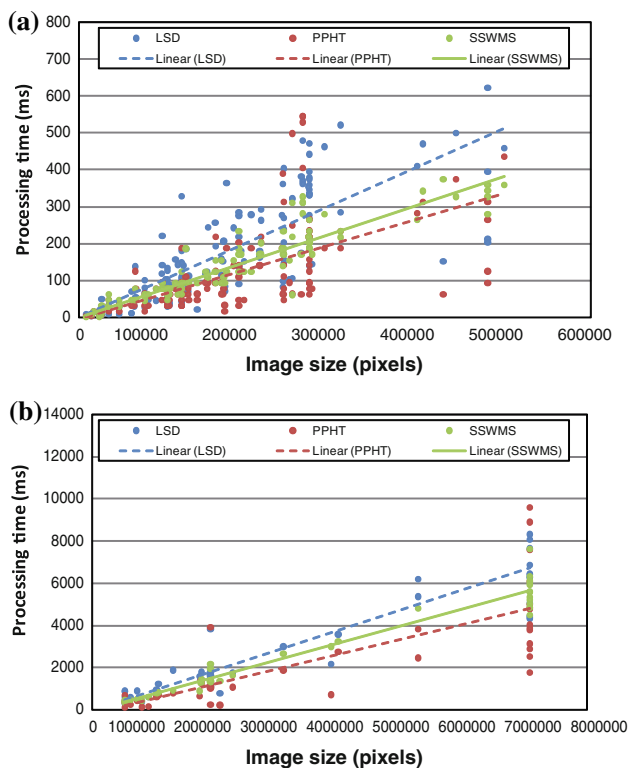 (a)
800
LSD
PPHT
SSWMS
Linear (LSD)
Linear (PPHT)
Linear (SSWMS)
700
600
500
400
300
200
100
0
Processing time (ms)
0 100000 200000 300000 400000 500000 600000
Image size (pixels)
(b)
14000
LSD
PPHT
SSWMS
Linear (LSD)
Linear (PPHT)
Linear (SSWMS)
12000
10000
8000
6000
4000
2000
0
Processing time (ms)
0 1000000 2000000 3000000 4000000 5000000 6000000 7000000 8000000
Image size (pixels)